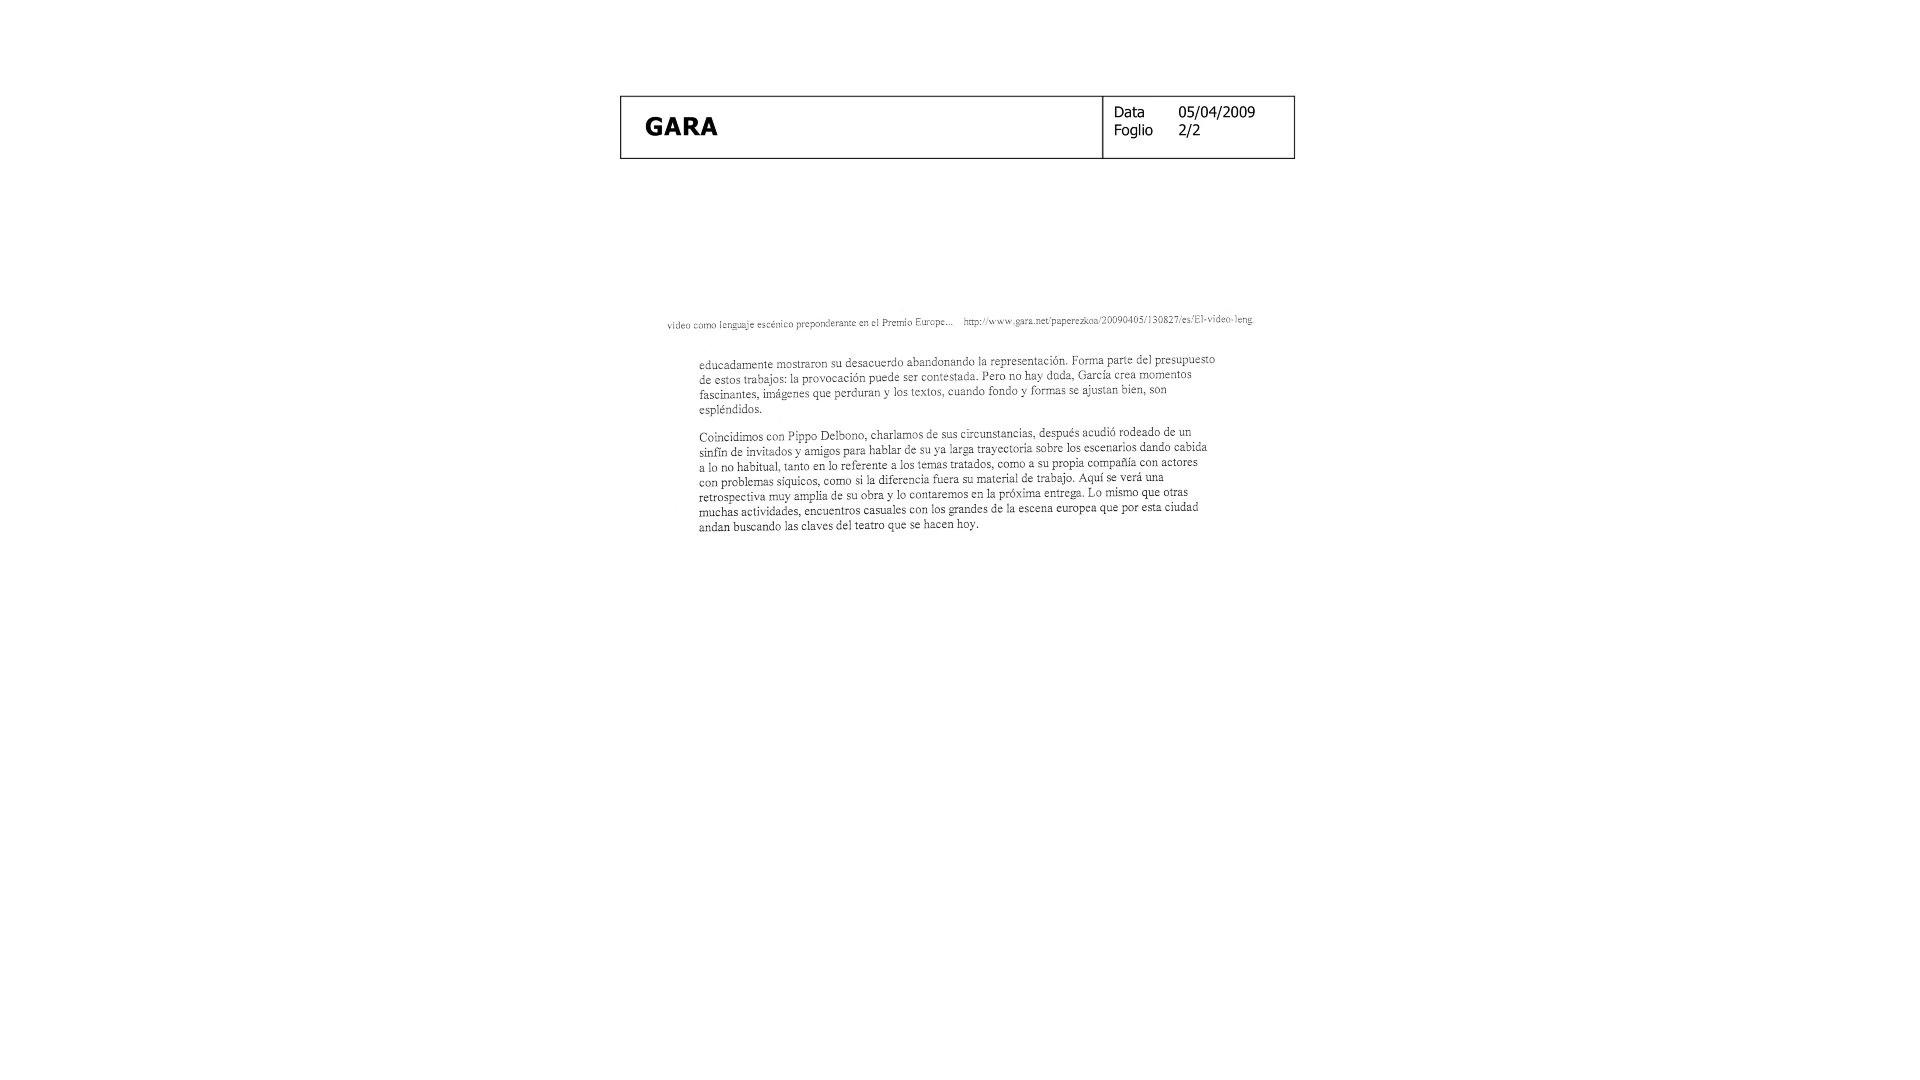 GARA
Data 05/04/2009
Foglio 2/2
video como lenguaje escénico preponderante en el Premio Europe... http://www.gara.net/paperezkoa/20090405/130827/es/El-video-leng.
educadamente mostraron su desacuerdo abandonando la representación. Forma parte del presupuesto
de estos trabajos: la provocación puede ser contestada. Pero no hay duda, García crea momentos
fascinantes, imágenes que perduran y los textos, cuando fondo y formas se ajustan bien, son
espléndidos.
Coincidimos con Pippo Delbono, charlamos de sus circunstancias, después acudió rodeado de un
sinfín de invitados y amigos para hablar de su ya larga trayectoria sobre los escenarios dando cabida
a lo no habitual, tanto en lo referente a los temas tratados, como a su propia compañía con actores
con problemas síquicos, como si la diferencia fuera su material de trabajo. Aquí se verá una
retrospectiva muy amplia de su obra y lo contaremos en la próxima entrega. Lo mismo que otras
muchas actividades, encuentros casuales con los grandes de la escena europea que por esta ciudad
andan buscando las claves del teatro que se hacen hoy.